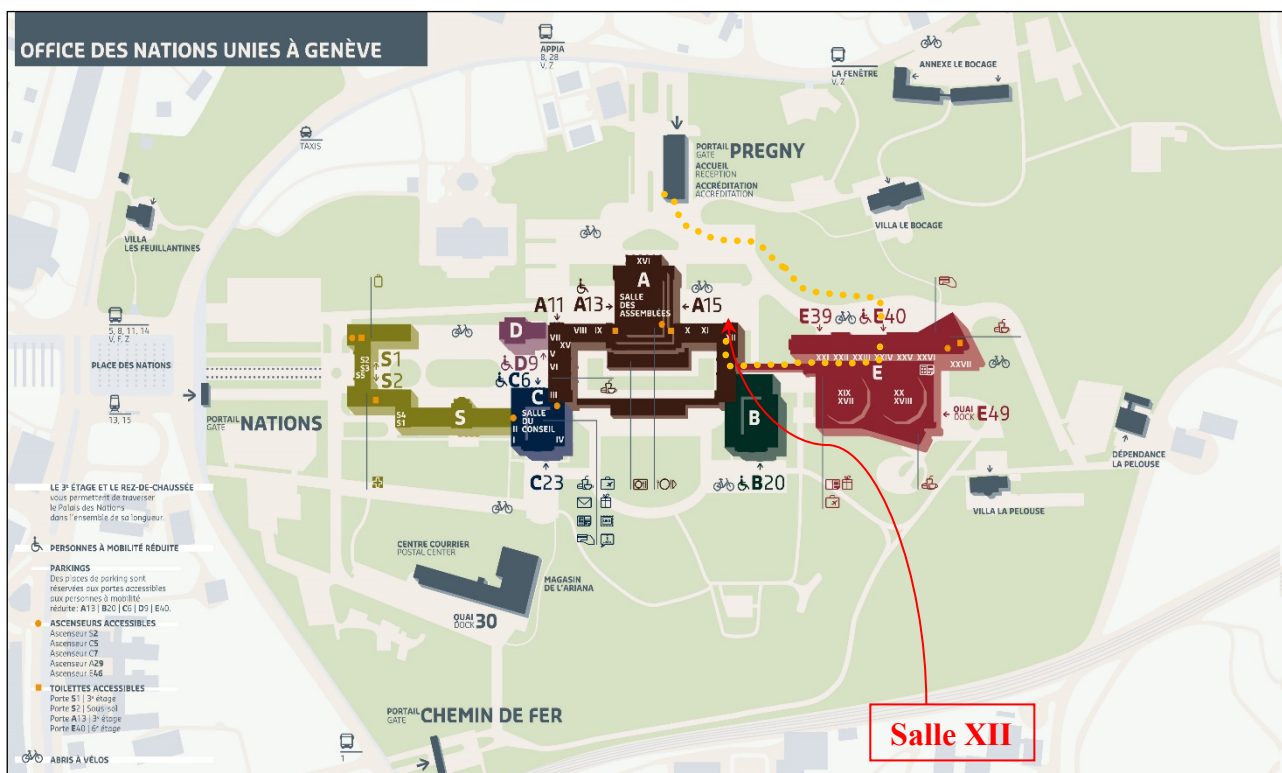 OFFICE DES NATIONS UNIES À GENÈVE
APPIA
8, 28
V, Z
LA FENÊTRE
V, Z
ANNEXE LE BOCAGE
TAXIS
PORTAIL
GATE PREGNY
ACCUEIL
RECEPTION
ACCRÉDITATION
ACCREDITATION
VILLA LE BOCAGE
VILLA
LES FEUILLANTINES
5, 8, 11, 14
V, F, Z
PLACE DES NATIONS
13, 15
PORTAIL
GATE NATIONS
XVI
A
SALLE
DES
ASSEMBLÉES
A11
A13
A15
VIII IX
X XI
VII
XV
V
VI
III
D
D9
C6
C
SALLE
DU
CONSEIL
II
I
IV
C23
S2
S3
S5
S1
S2
S4
S1
S
B
B20
E39
E40
XXI XXII XXIII XXIV XXV XXVI
XXVII
E
XIX
XVII
XX
XVIII
QUAI
DOCK E49
DÉPENDANCE
LA PELOUSE
VILLA LA PELOUSE
CENTRE COURRIER
POSTAL CENTER
MAGASIN
DE L'ARIANA
QUAI
DOCK 30
PORTAIL
GATE CHEMIN DE FER
1
Salle XII
LE 3e ÉTAGE ET LE REZ-DE-CHAUSSÉE
vous permettent de traverser
le Palais des Nations
dans l'ensemble de sa longueur.
PERSONNES À MOBILITÉ RÉDUITE
PARKINGS
Des places de parking sont
réservées aux portes accessibles
aux personnes à mobilité
réduite: A13 | B20 | C6 | D9 | E40.
ASCENSEURS ACCESSIBLES
Ascenseur S2
Ascenseur C5
Ascenseur C7
Ascenseur A29
Ascenseur E46
TOILETTES ACCESSIBLES
Porte S1 | 3e étage
Porte S2 | Sous-sol
Porte A13 | 3e étage
Porte E40 | 6e étage
ABRIS À VÉLOS